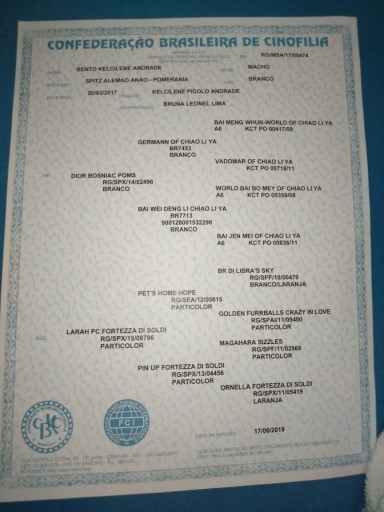 CONFEDERAÇÃO BRASILEIRA DE CINOFILIA
RG/MSA/17/00474
NOME BENTO KELCILENE ANDRADE MACHO
SPITZ ALEMAO ANÃO - POMERANIA BRANCO
20/03/2017 KELCILENE PICOLO ANDRADE
BRUNA LEONEL LIMA
BAI MENG WHUN-WORLD OF CHIAO LI YA
A6 KCT PO 00417/09
GERMANN OF CHIAO LI YA
BR7453
BRANCO
VADOMAR OF CHIAO LI YA
KCT PO 00718/11
DIOR BOSNIAC POMS
RG/SPX/14/02496
BRANCO
WORLD BAI BO MEY OF CHIAO LI YA
A6 KCT PO 00359/08
BAI WEI DENG LI CHIAO LI YA
BR7713
900126001532290
BRANCO
BAI JEN MEI OF CHIAO LI YA
A6 KCT PO 00636/11
BR DI LIBRA'S SKY
RG/SPF/10/00479
BRANCO/LARANJA
PET'S HOME HOPE
RG/SEA/12/00615
PARTICOLOR
GOLDEN FURRBALLS CRAZY IN LOVE
RG/SPAI/11/09400
PARTICOLOR
LARAH PC FORTEZZA DI SOLDI
RG/SPX/15/08786
PARTICOLOR
MAGAHARA SIZZLES
RG/SPF/11/02968
PARTICOLOR
PIN UP FORTEZZA DI SOLDI
RG/SPX/13/04456
PARTICOLOR
ORNELLA FORTEZZA DI SOLDI
RG/SPX/11/05419
LARANJA
CBKC
FCI
DATA DA EMISSÃO 17/06/2019